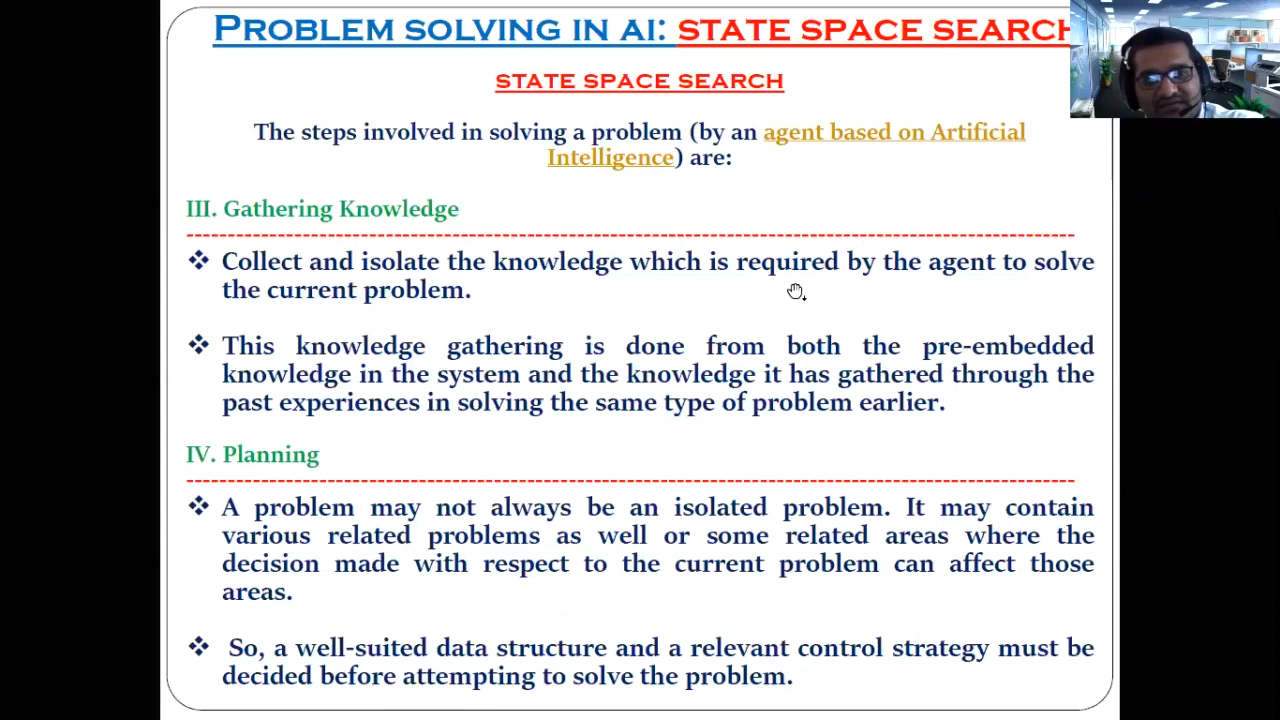 PROBLEM SOLVING IN AI: STATE SPACE SEARCH
STATE SPACE SEARCH
The steps involved in solving a problem (by an agent based on Artificial
Intelligence) are:
III. Gathering Knowledge
❖ Collect and isolate the knowledge which is required by the agent to solve
the current problem.
❖ This knowledge gathering is done from both the pre-embedded
knowledge in the system and the knowledge it has gathered through the
past experiences in solving the same type of problem earlier.
IV. Planning
❖ A problem may not always be an isolated problem. It may contain
various related problems as well or some related areas where the
decision made with respect to the current problem can affect those
areas.
❖ So, a well-suited data structure and a relevant control strategy must be
decided before attempting to solve the problem.